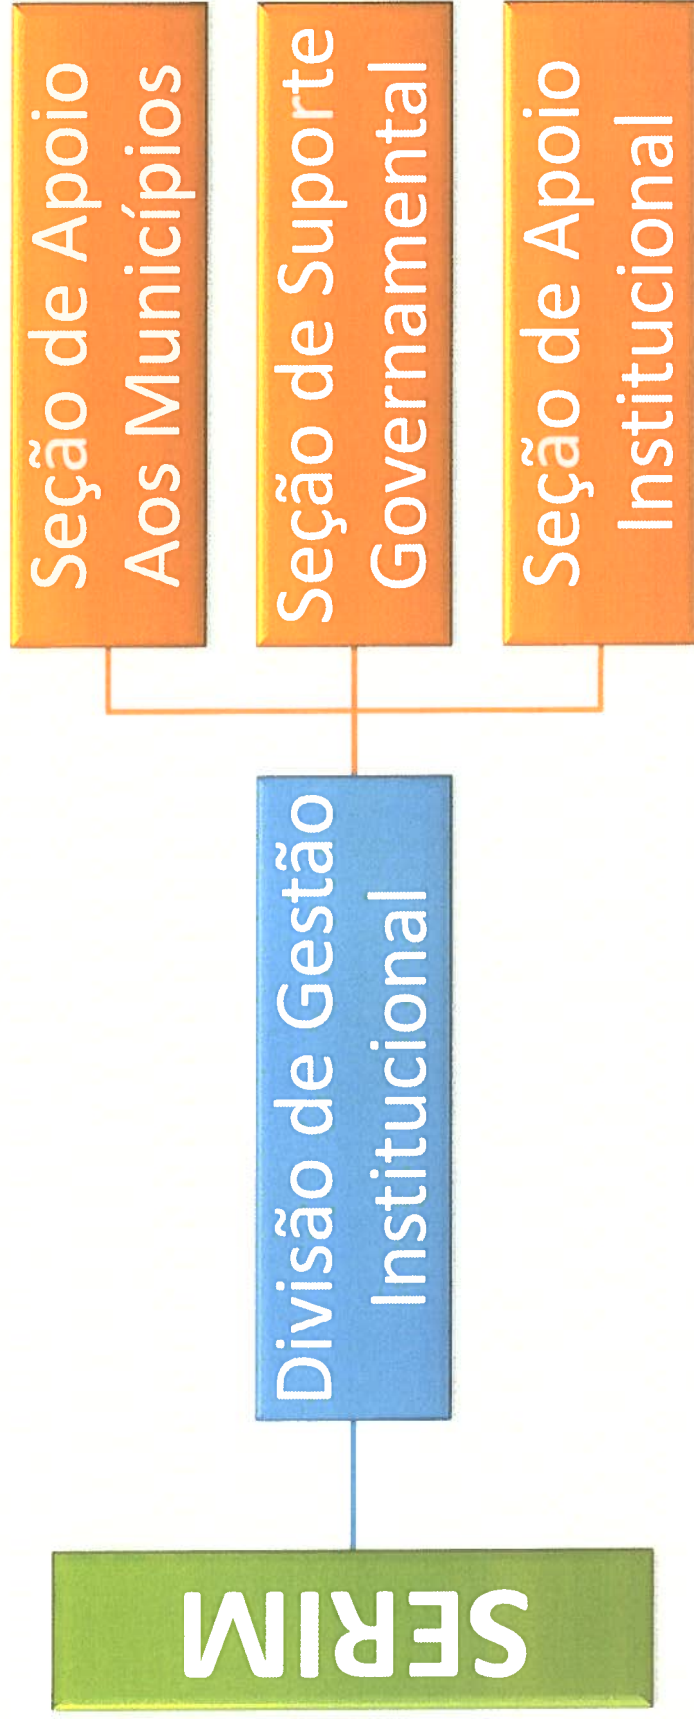 SERIM
Divisão de Gestão
Institucional
Seção de Apoio
Aos Municípios
Seção de Suporte
Governamental
Seção de Apoio
Institucional